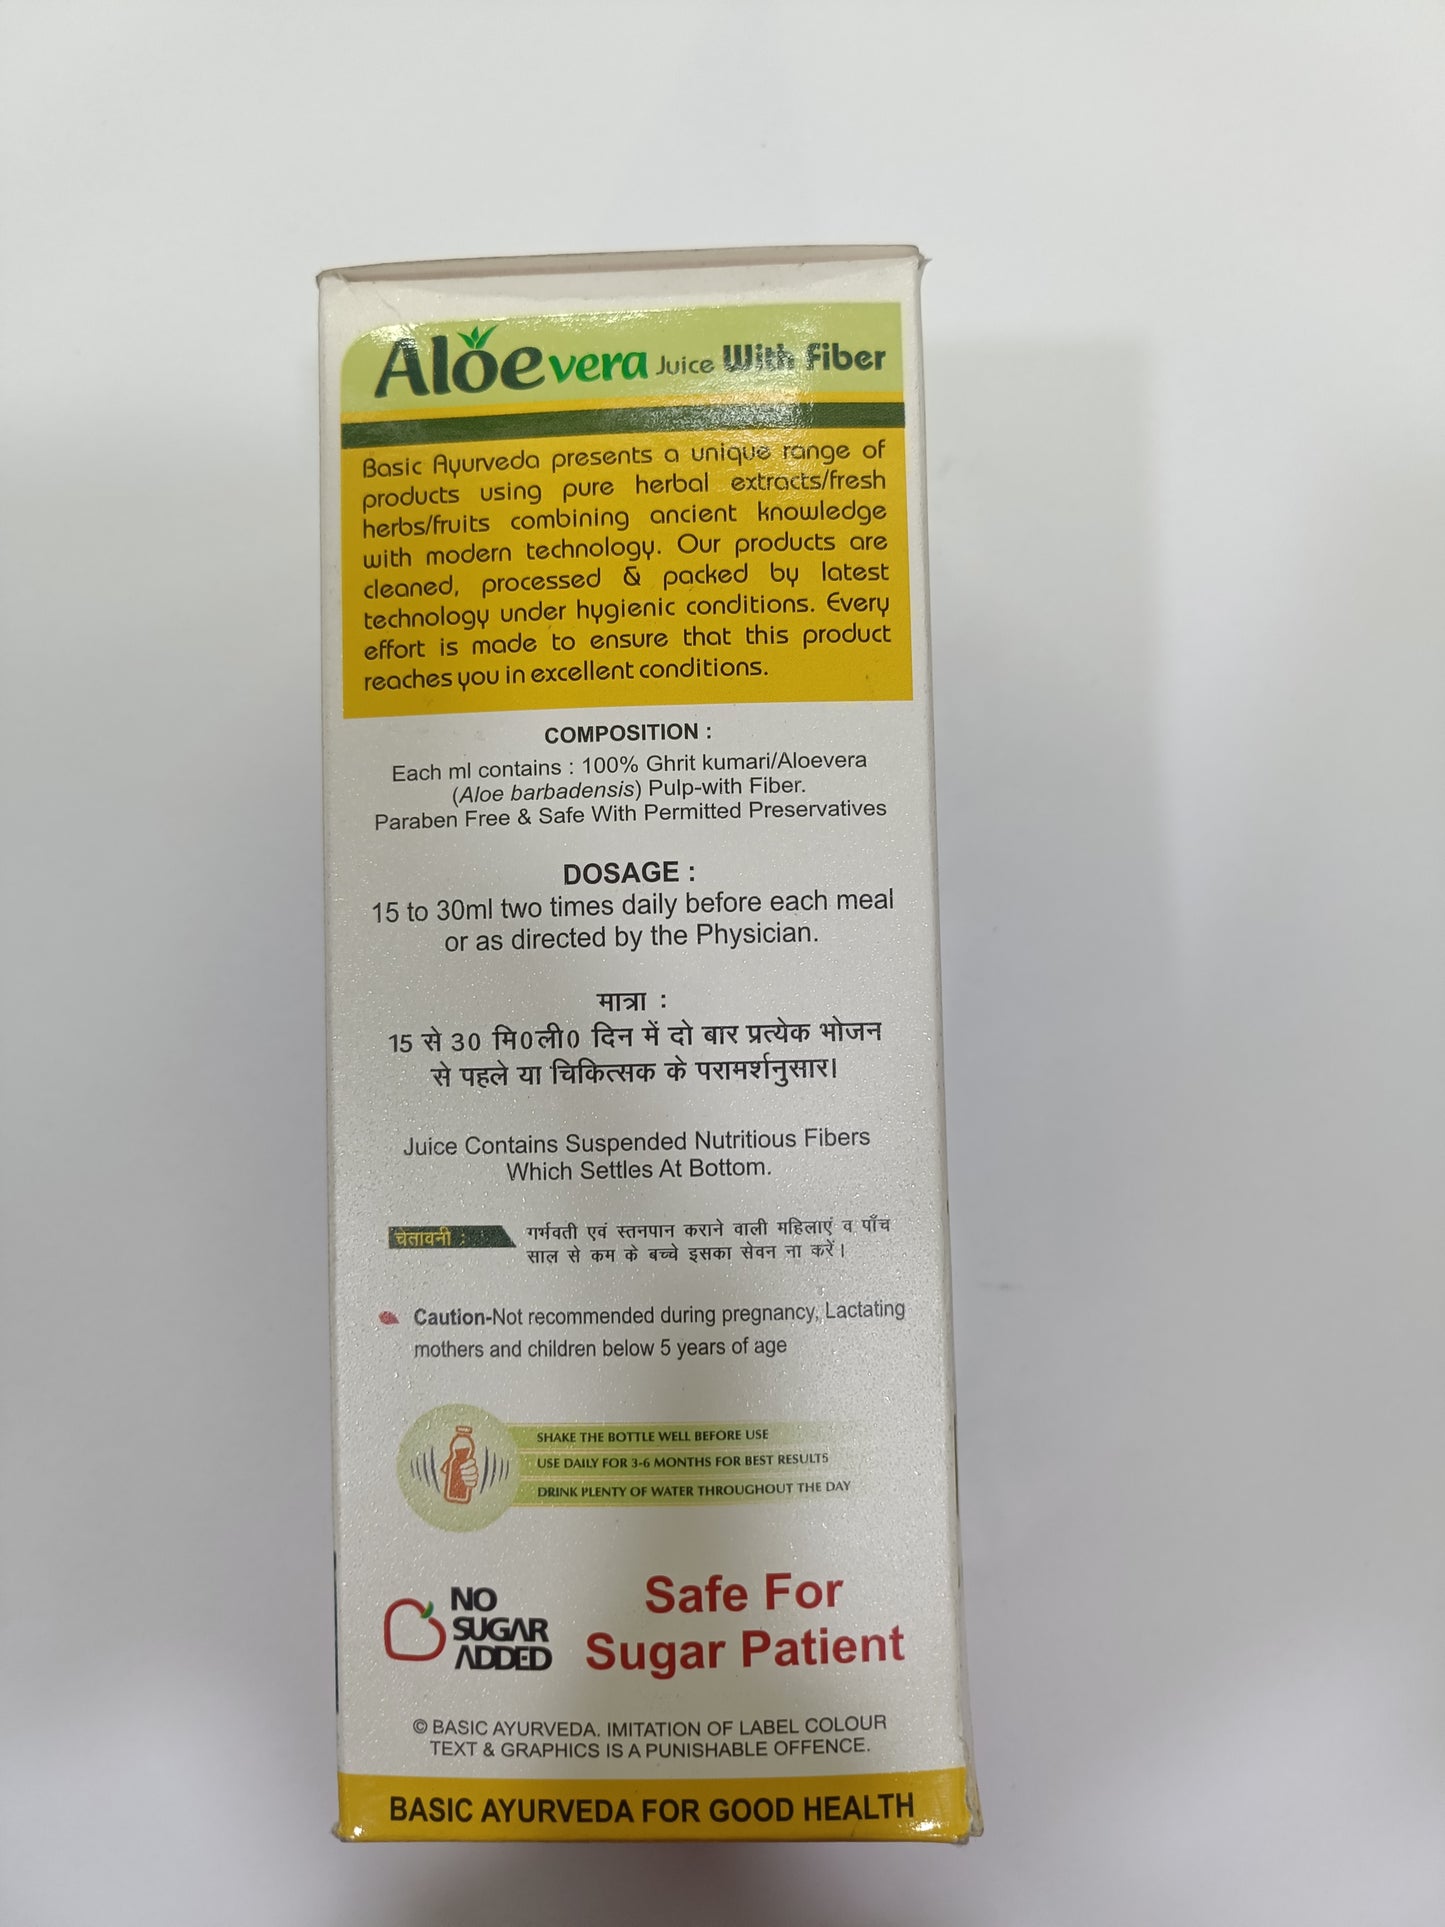 Aloe vera Juice With Fiber
Basic Ayurveda presents a unique range of
products using pure herbal extracts/fresh
herbs/fruits combining ancient knowledge
with modern technology. Our products are
cleaned, processed & packed by latest
technology under hygienic conditions. Every
effort is made to ensure that this product
reaches you in excellent conditions.
COMPOSITION :
Each ml contains : 100% Ghrit kumari/Aloevera
(Aloe barbadensis) Pulp-with Fiber.
Paraben Free & Safe With Permitted Preservatives
DOSAGE :
15 to 30ml two times daily before each meal
or as directed by the Physician.
मात्रा :
15 से 30 मि0ली0 दिन में दो बार प्रत्येक भोजन
से पहले या चिकित्सक के परामर्शनुसार।
Juice Contains Suspended Nutritious Fibers
Which Settles At Bottom.
चेतावनी : गर्भवती एवं स्तनपान कराने वाली महिलाएं व पाँच
साल से कम के बच्चे इसका सेवन ना करें।
Caution-Not recommended during pregnancy, Lactating
mothers and children below 5 years of age
SHAKE THE BOTTLE WELL BEFORE USE
USE DAILY FOR 3-6 MONTHS FOR BEST RESULTS
DRINK PLENTY OF WATER THROUGHOUT THE DAY
NO
SUGAR
ADDED
Safe For
Sugar Patient
© BASIC AYURVEDA. IMITATION OF LABEL COLOUR
TEXT & GRAPHICS IS A PUNISHABLE OFFENCE.
BASIC AYURVEDA FOR GOOD HEALTH